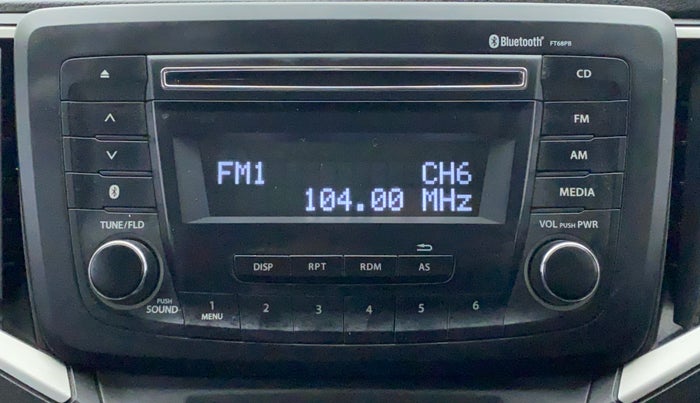 Bluetooth® FT68PB
CD
FM
AM
MEDIA
FM1 CH6
104.00 MHz
TUNE/FLD
VOL PUSH PWR
DISP RPT RDM AS
PUSH
SOUND
1 2 3 4 5 6
MENU